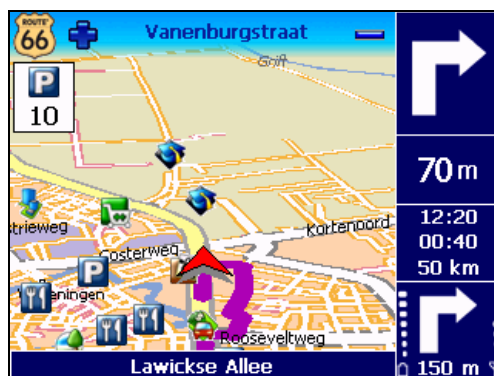 ROUTE
66
Vanenburgstraat
Grift
P
10
70 m
12:20
00:40
50 km
Kortenoord
trieweg
Costerweg
P
eningen
Rooseveltweg
150 m
Lawickse Allee